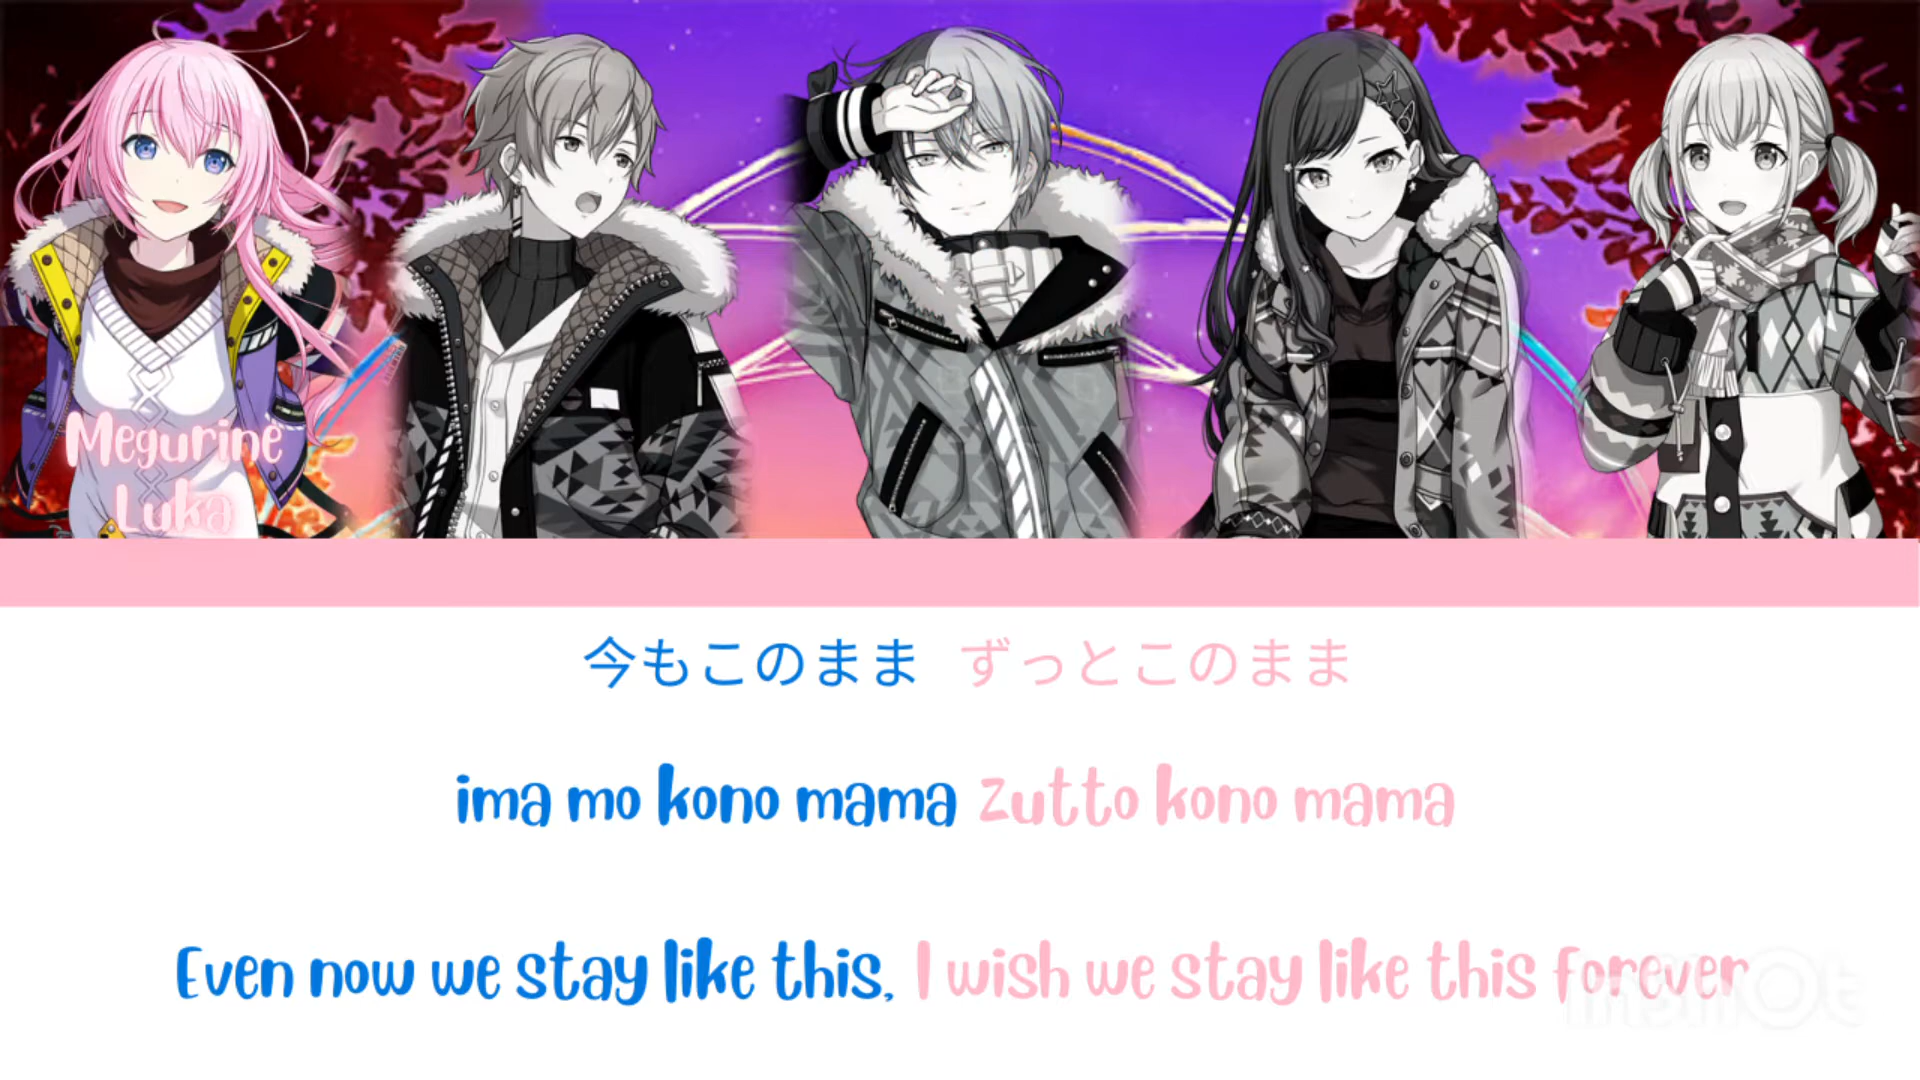 Megurine
Luka
今もこのまま ずっとこのまま
ima mo kono mama zutto kono mama
Even now we stay like this, I wish we stay like this forever
InShOt